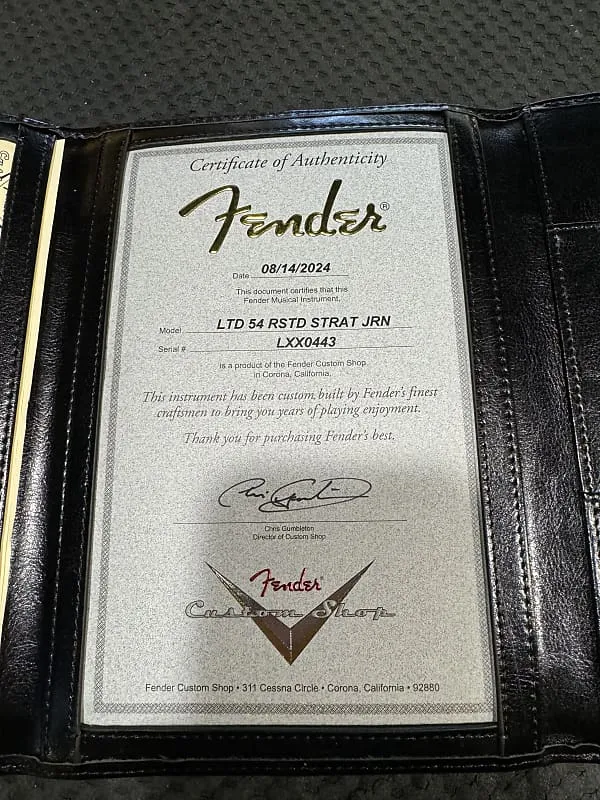 Certificate of Authenticity
Fender®
Date 08/14/2024
This document certifies that this
Fender Musical Instrument,
Model LTD 54 RSTD STRAT JRN
Serial # LXX0443
is a product of the Fender Custom Shop
in Corona, California.
This instrument has been custom built by Fender's finest
craftsmen to bring you years of playing enjoyment.
Thank you for purchasing Fender's best.
Chris Gumbleton
Director of Custom Shop
Fender
Custom Shop
Fender Custom Shop • 311 Cessna Circle • Corona, California • 92880